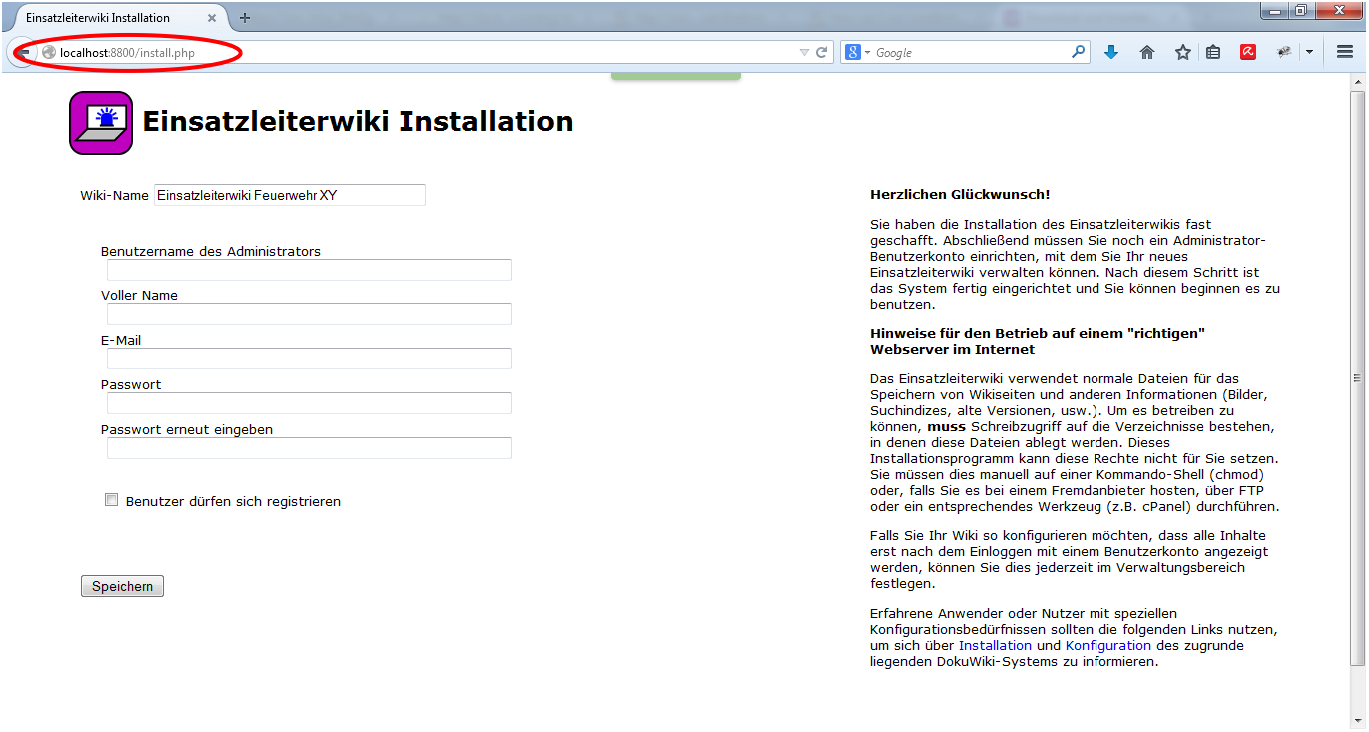 Einsatzleiterwiki Installation
localhost:8800/install.php
Google
Einsatzleiterwiki Installation
Wiki-Name Einsatzleiterwiki Feuerwehr XY
Benutzername des Administrators
Voller Name
E-Mail
Passwort
Passwort erneut eingeben
Benutzer dürfen sich registrieren
Speichern
Herzlichen Glückwunsch!
Sie haben die Installation des Einsatzleiterwikis fast
geschafft. Abschließend müssen Sie noch ein Administrator-
Benutzerkonto einrichten, mit dem Sie Ihr neues
Einsatzleiterwiki verwalten können. Nach diesem Schritt ist
das System fertig eingerichtet und Sie können beginnen es zu
benutzen.
Hinweise für den Betrieb auf einem "richtigen"
Webserver im Internet
Das Einsatzleiterwiki verwendet normale Dateien für das
Speichern von Wikiseiten und anderen Informationen (Bilder,
Suchindizes, alte Versionen, usw.). Um es betreiben zu
können, muss Schreibzugriff auf die Verzeichnisse bestehen,
in denen diese Dateien ablegt werden. Dieses
Installationsprogramm kann diese Rechte nicht für Sie setzen.
Sie müssen dies manuell auf einer Kommando-Shell (chmod)
oder, falls Sie es bei einem Fremdanbieter hosten, über FTP
oder ein entsprechendes Werkzeug (z.B. cPanel) durchführen.
Falls Sie Ihr Wiki so konfigurieren möchten, dass alle Inhalte
erst nach dem Einloggen mit einem Benutzerkonto angezeigt
werden, können Sie dies jederzeit im Verwaltungsbereich
festlegen.
Erfahrene Anwender oder Nutzer mit speziellen
Konfigurationsbedürfnissen sollten die folgenden Links nutzen,
um sich über Installation und Konfiguration des zugrunde
liegenden DokuWiki-Systems zu informieren.